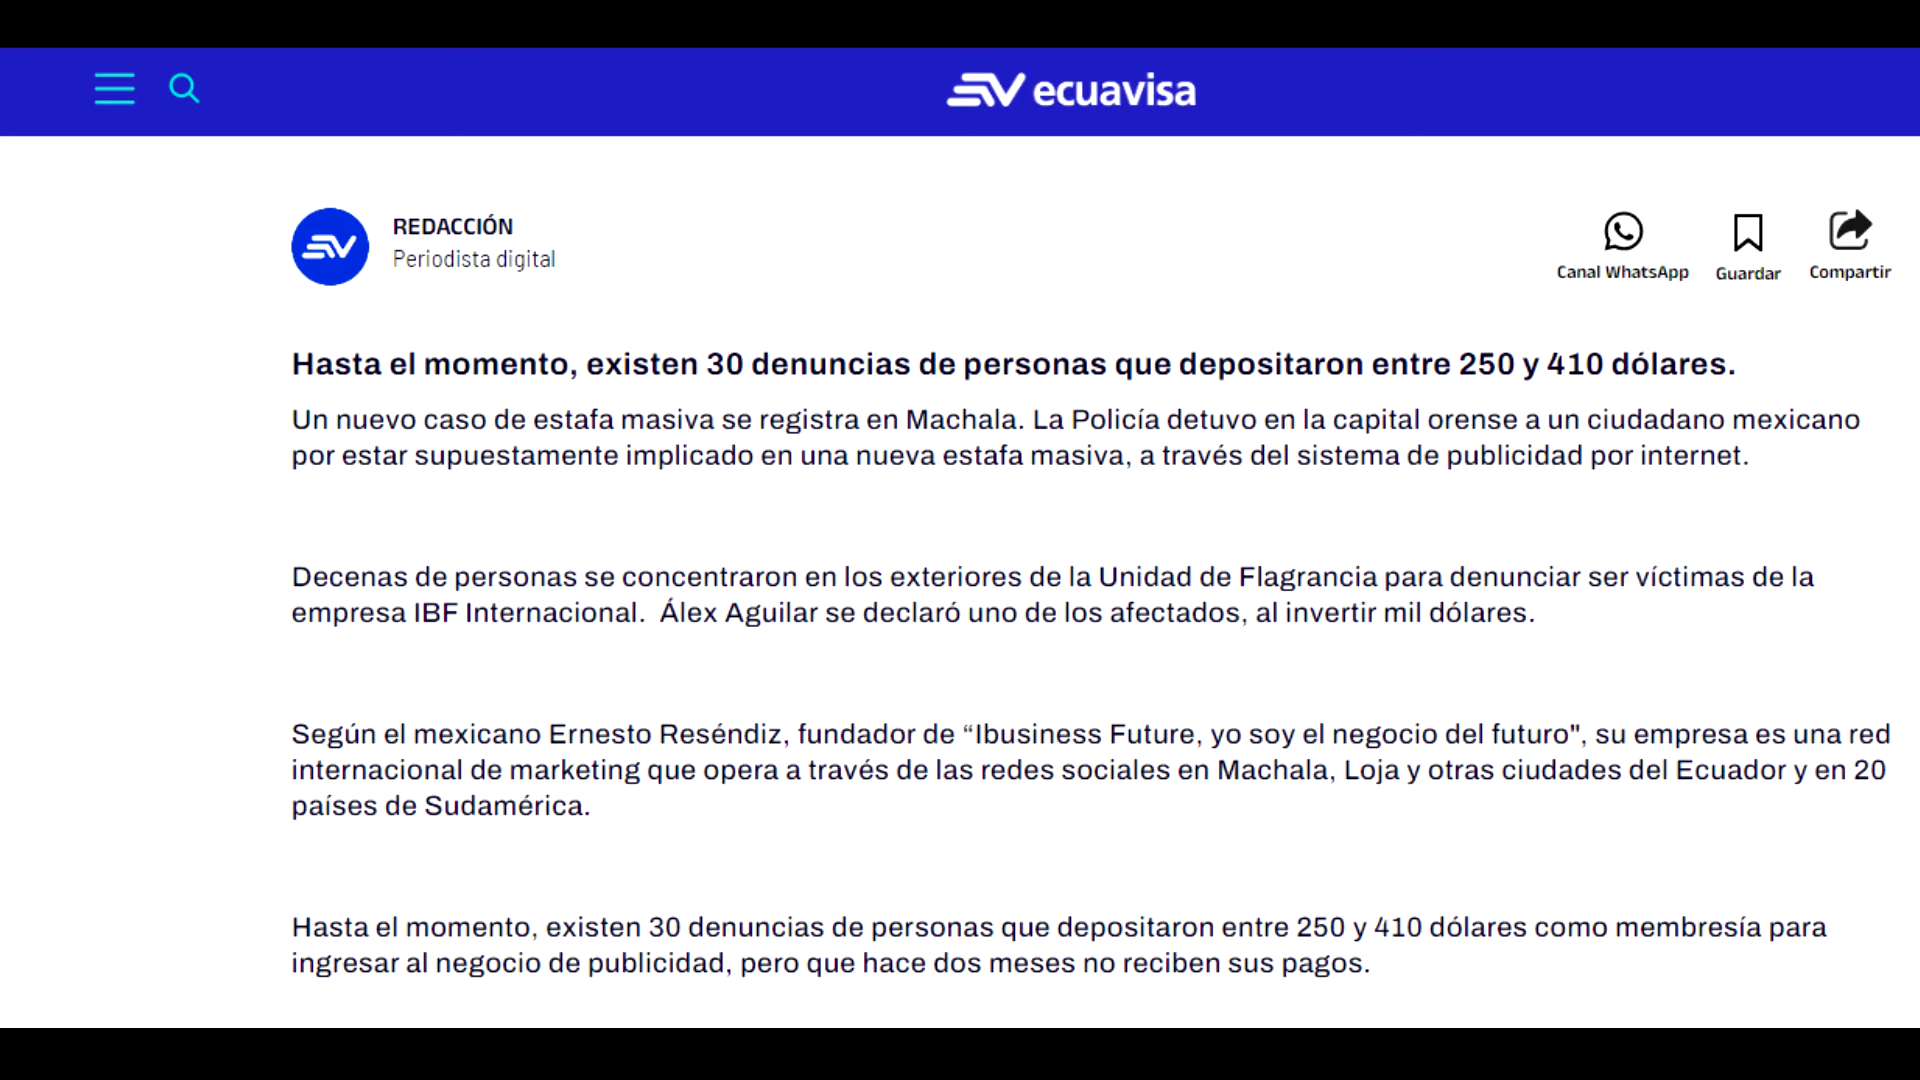 ecuavisa
REDACCIÓN
Periodista digital
Canal WhatsApp
Guardar
Compartir
Hasta el momento, existen 30 denuncias de personas que depositaron entre 250 y 410 dólares.
Un nuevo caso de estafa masiva se registra en Machala. La Policía detuvo en la capital orense a un ciudadano mexicano
por estar supuestamente implicado en una nueva estafa masiva, a través del sistema de publicidad por internet.
Decenas de personas se concentraron en los exteriores de la Unidad de Flagrancia para denunciar ser víctimas de la
empresa IBF Internacional.  Álex Aguilar se declaró uno de los afectados, al invertir mil dólares.
Según el mexicano Ernesto Reséndiz, fundador de “Ibusiness Future, yo soy el negocio del futuro", su empresa es una red
internacional de marketing que opera a través de las redes sociales en Machala, Loja y otras ciudades del Ecuador y en 20
países de Sudamérica.
Hasta el momento, existen 30 denuncias de personas que depositaron entre 250 y 410 dólares como membresía para
ingresar al negocio de publicidad, pero que hace dos meses no reciben sus pagos.